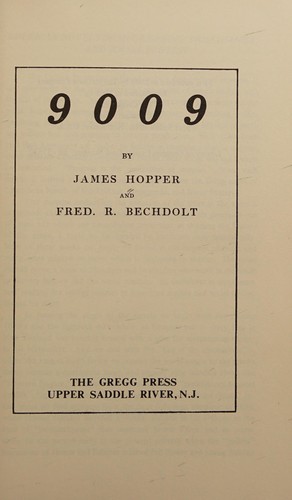 9009
BY
JAMES HOPPER
AND
FRED. R. BECHDOLT
THE GREGG PRESS
UPPER SADDLE RIVER, N.J.